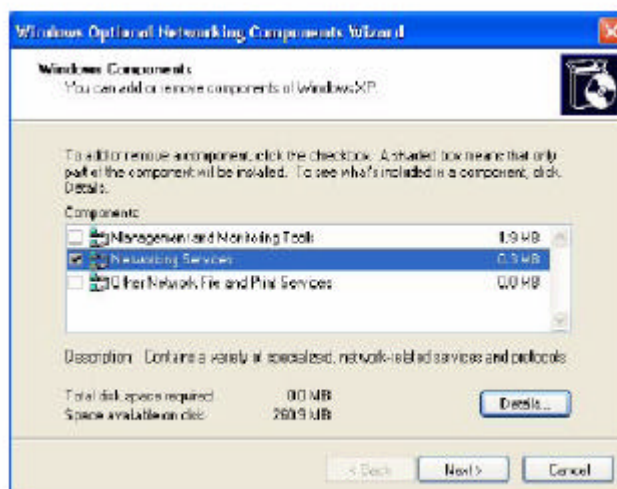 Windows Optional Networking Components Wizard
Windows Components
You can add or remove components of Windows XP.
To add or remove a component, click the checkbox. A shaded box means that only
part of the component will be installed. To see what's included in a component, click
Details.
Components:
Management and Monitoring Tools 1.9 MB
Networking Services 0.3 MB
Other Network File and Print Services 0.0 MB
Description: Contains a variety of specialized, network-related services and protocols
Total disk space required: 0.0 MB
Space available on disk: 260.9 MB
Details...
< Back
Next >
Cancel